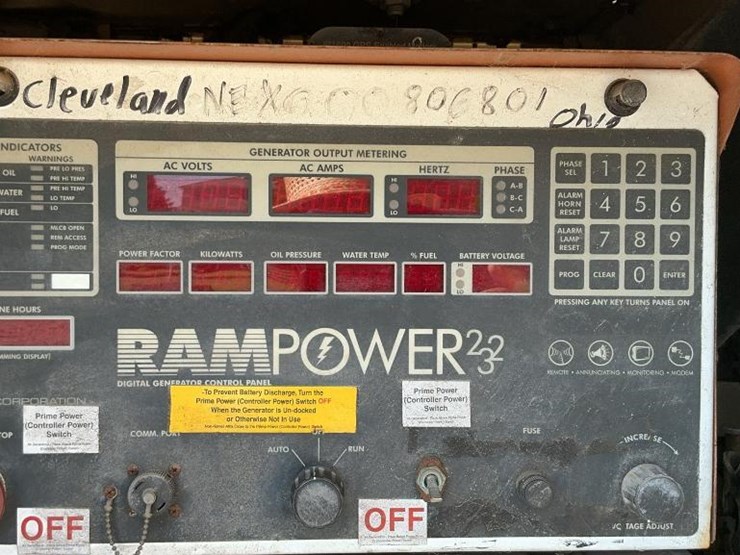 Cleveland NEX000806801
Ohio
INDICATORS
WARNINGS
OIL
PRE LO PRES
PRE HI TEMP
WATER
PRE HI TEMP
LO TEMP
FUEL
LO
MLCB OPEN
REM ACCESS
PROG MODE
NE HOURS
MMING DISPLAY)
GENERATOR OUTPUT METERING
AC VOLTS
AC AMPS
HERTZ
PHASE
HI
LO
HI
LO
A-B
B-C
C-A
POWER FACTOR
KILOWATTS
OIL PRESSURE
WATER TEMP
% FUEL
BATTERY VOLTAGE
HI
LO
PHASE SEL 1 2 3
ALARM HORN RESET 4 5 6
ALARM LAMP RESET 7 8 9
PROG CLEAR 0 ENTER
PRESSING ANY KEY TURNS PANEL ON
RAMPOWER 232
DIGITAL GENERATOR CONTROL PANEL
REMOTE • ANNUNCIATING • MONITORING • MODEM
CORPORATION
-To Prevent Battery Discharge, Turn the
Prime Power (Controller Power) Switch OFF
When the Generator is Un-docked
or Otherwise Not In Use
Prime Power
(Controller Power)
Switch
Prime Power
(Controller Power)
Switch
TOP
COMM. PORT
AUTO
RUN
FUSE
INCREASE
VOLTAGE ADJUST
OFF
OFF